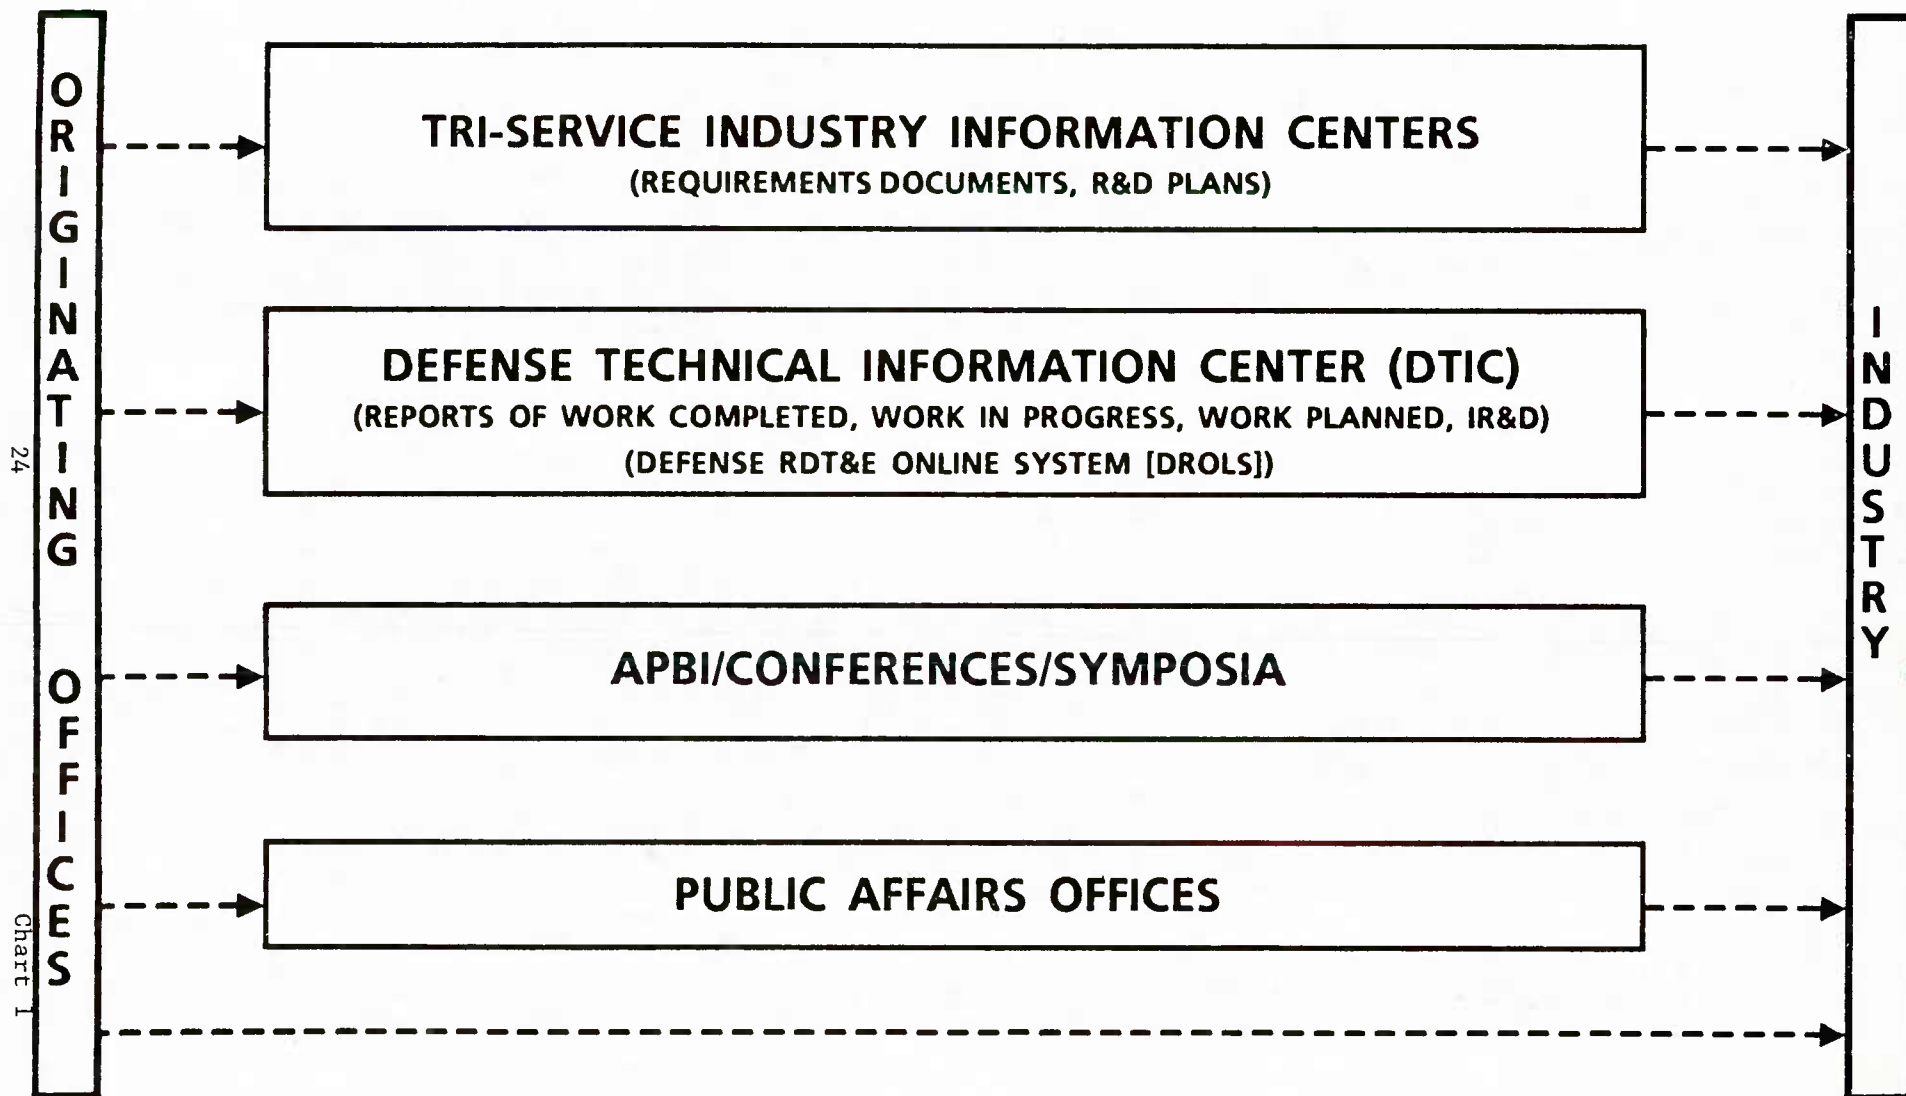 ORIGINATING OFFICES
TRI-SERVICE INDUSTRY INFORMATION CENTERS
(REQUIREMENTS DOCUMENTS, R&D PLANS)
DEFENSE TECHNICAL INFORMATION CENTER (DTIC)
(REPORTS OF WORK COMPLETED, WORK IN PROGRESS, WORK PLANNED, IR&D)
(DEFENSE RDT&E ONLINE SYSTEM [DROLS])
APBI/CONFERENCES/SYMPOSIA
PUBLIC AFFAIRS OFFICES
INDUSTRY
24
Chart 1